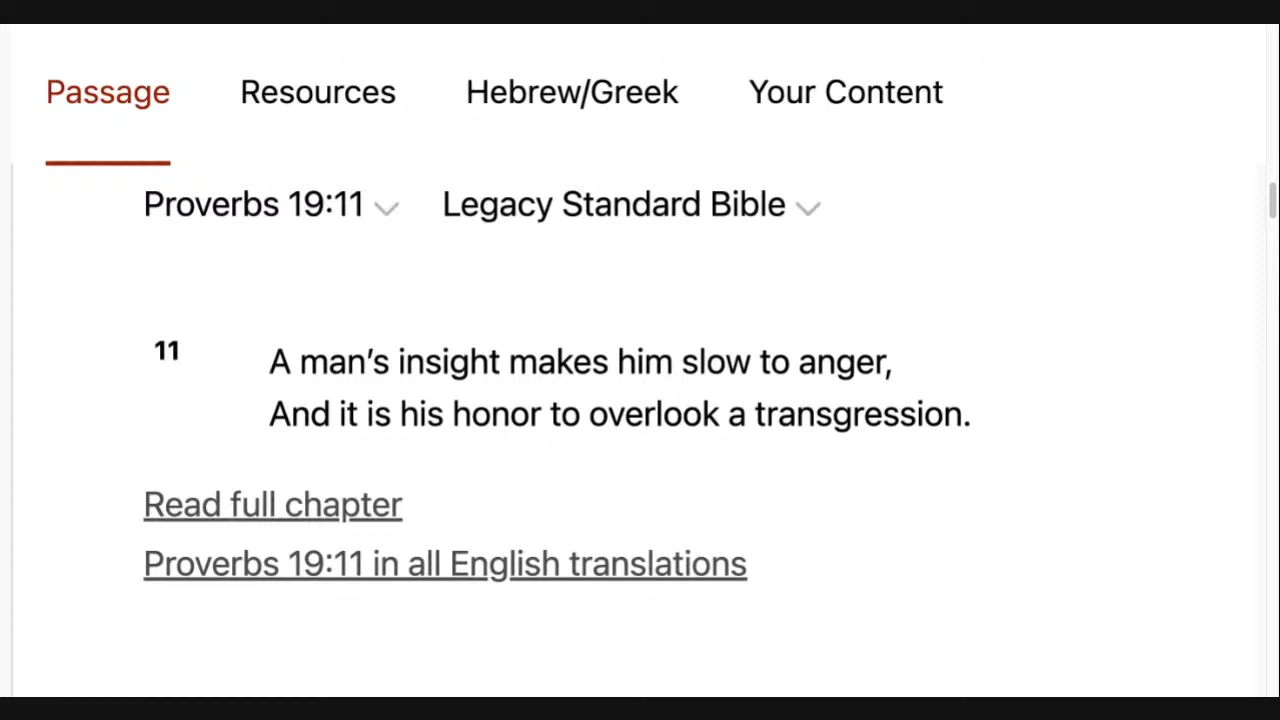 Passage Resources Hebrew/Greek Your Content
Proverbs 19:11 Legacy Standard Bible
11 A man’s insight makes him slow to anger,
And it is his honor to overlook a transgression.
Read full chapter
Proverbs 19:11 in all English translations